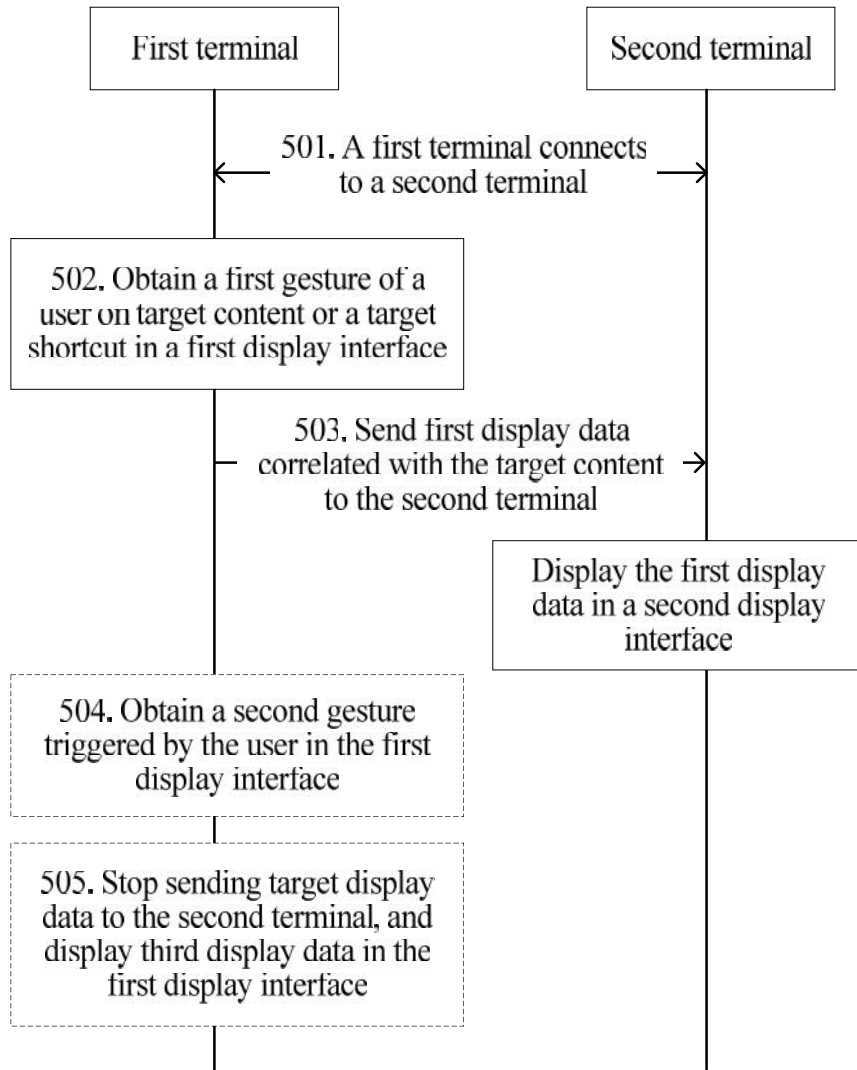 First terminal
Second terminal
501. A first terminal connects
to a second terminal
502. Obtain a first gesture of a
user on target content or a target
shortcut in a first display interface
503. Send first display data
correlated with the target content
to the second terminal
Display the first display
data in a second display
interface
504. Obtain a second gesture
triggered by the user in the first
display interface
505. Stop sending target display
data to the second terminal, and
display third display data in the
first display interface